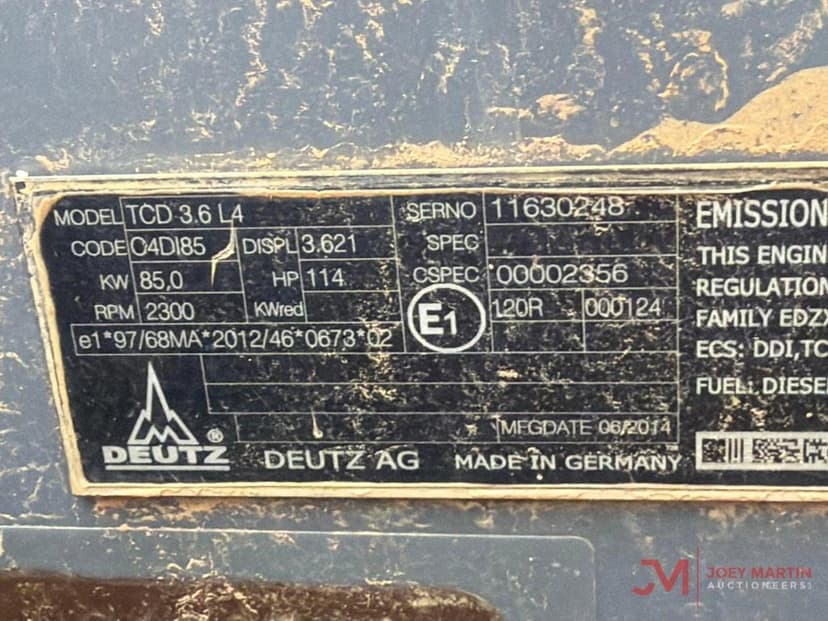 MODEL TCD 3.6 L4 SERNO 11630248
CODE 04DI85 DISPL 3.621 SPEC
KW 85,0 HP 114 CSPEC 00002356
RPM 2300 KWred E1 120R 000124
e1*97/68MA*2012/46*0673*02
MFGDATE 06/2014
DEUTZ® DEUTZ AG MADE IN GERMANY
EMISSION
THIS ENGIN
REGULATION
FAMILY EDZX
ECS: DDI,TC
FUEL: DIESEL
JM JOEY MARTIN
AUCTIONEERS